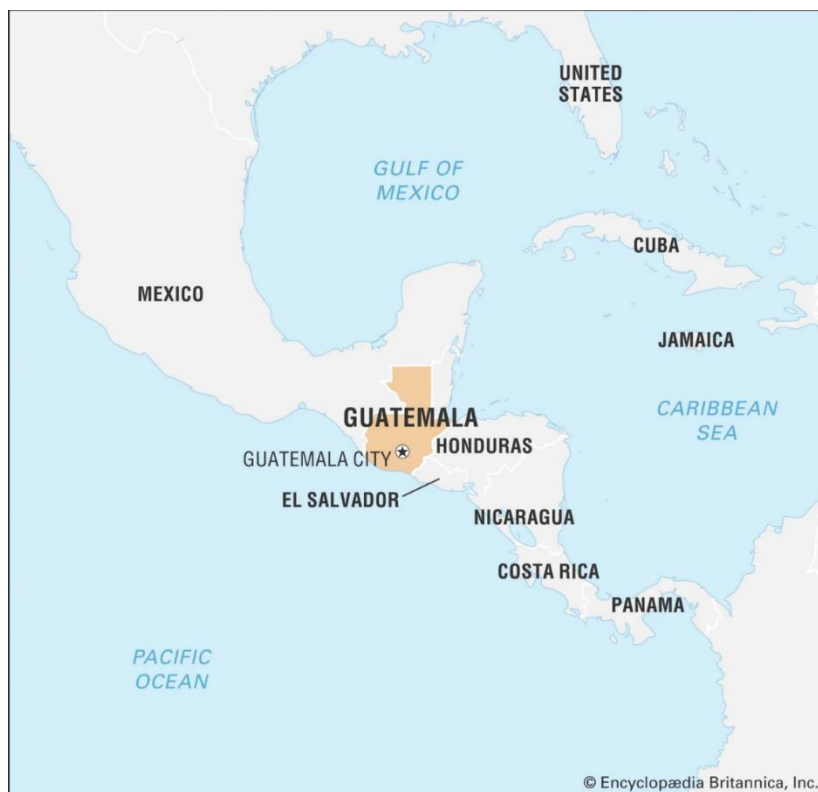 UNITED
STATES
GULF OF
MEXICO
CUBA
MEXICO
JAMAICA
CARIBBEAN
SEA
GUATEMALA
HONDURAS
GUATEMALA CITY
EL SALVADOR
NICARAGUA
COSTA RICA
PANAMA
PACIFIC
OCEAN
© Encyclopædia Britannica, Inc.